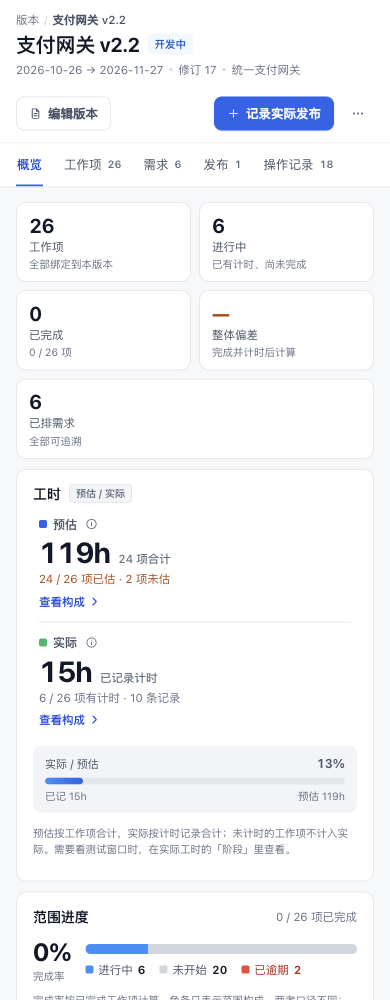 版本 / 支付网关 v2.2
支付网关 v2.2 开发中
2026-10-26 → 2026-11-27 • 修订 17 • 统一支付网关
编辑版本
+ 记录实际发布 ···
概览 工作项 26 需求 6 发布 1 操作记录 18
26
工作项
全部绑定到本版本
6
进行中
已有计时、尚未完成
0
已完成
0 / 26 项
—
整体偏差
完成并计时后计算
6
已排需求
全部可追溯
工时 预估 / 实际
预估
119h 24 项合计
24 / 26 项已估 · 2 项未估
查看构成 >
实际
15h 已记录计时
6 / 26 项有计时 · 10 条记录
查看构成 >
实际 / 预估 13%
已记 15h 预估 119h
预估按工作项合计，实际按计时记录合计；未计时的工作项不计入实
际。需要看测试窗口时，在实际工时的「阶段」里查看。
范围进度 0 / 26 项已完成
0%
完成率
进行中 6 未开始 20 已逾期 2